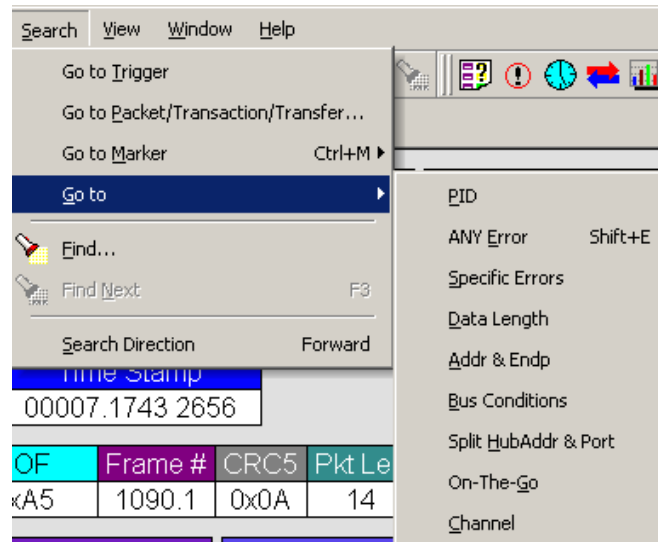 Search View Window Help
Go to Trigger
Go to Packet/Transaction/Transfer...
Go to Marker Ctrl+M
Go to
Find...
Find Next F3
Search Direction Forward
PID
ANY Error Shift+E
Specific Errors
Data Length
Addr & Endp
Bus Conditions
Split HubAddr & Port
On-The-Go
Channel
Time Stamp
00007.1743 2656
OF Frame # CRC5 Pkt Le
xA5 1090.1 0x0A 14